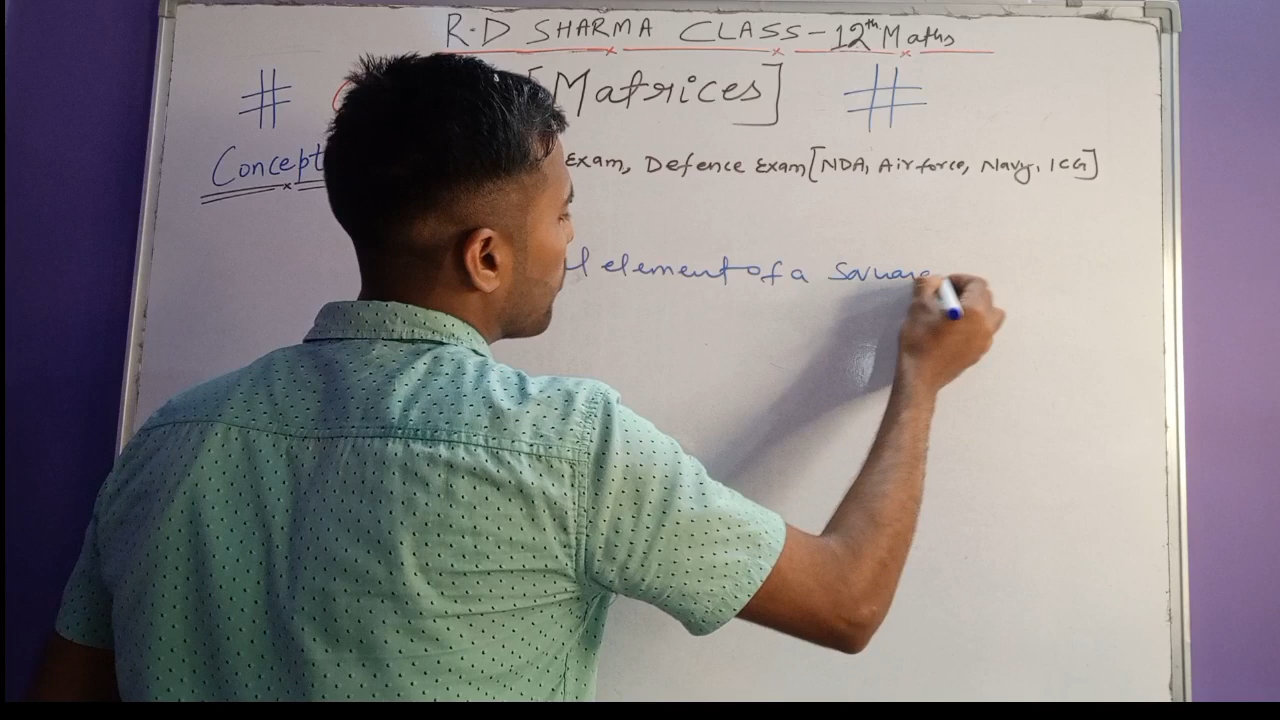 R.D SHARMA CLASS-12th Maths
# [Matrices] #
Concept Exam, Defence Exam [NDA, Airforce, Navy, ICG]
element of a Square